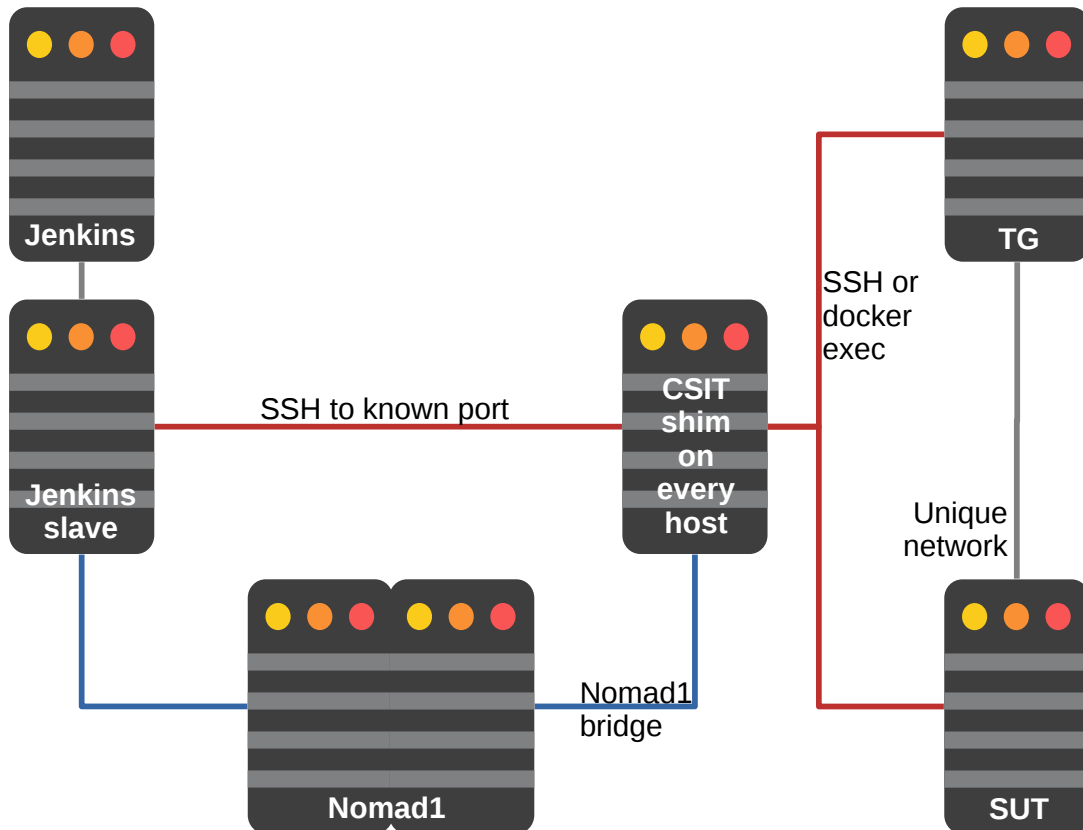 Jenkins
TG
SSH or
docker
exec
Jenkins
slave
SSH to known port
CSIT
shim
on
every
host
Unique
network
Nomad1
bridge
Nomad1
SUT